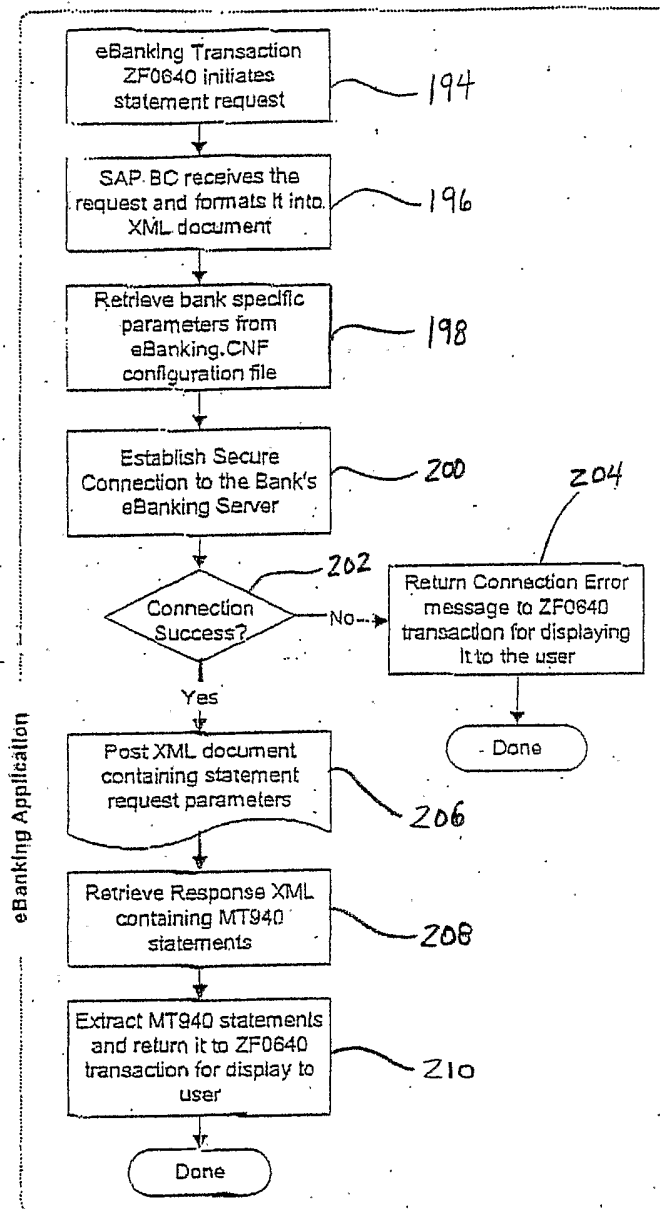 eBanking Transaction
ZF0640 initiates
statement request
194
SAP BC receives the
request and formats it into
XML document
196
Retrieve bank specific
parameters from
eBanking.CNF
configuration file
198
Establish Secure
Connection to the Bank's
eBanking Server
200
202
Connection
Success?
No
204
Return Connection Error
message to ZF0640
transaction for displaying
it to the user
Done
Yes
Post XML document
containing statement
request parameters
206
Retrieve Response XML
containing MT940
statements
208
Extract MT940 statements
and return it to ZF0640
transaction for display to
user
210
Done
eBanking Application